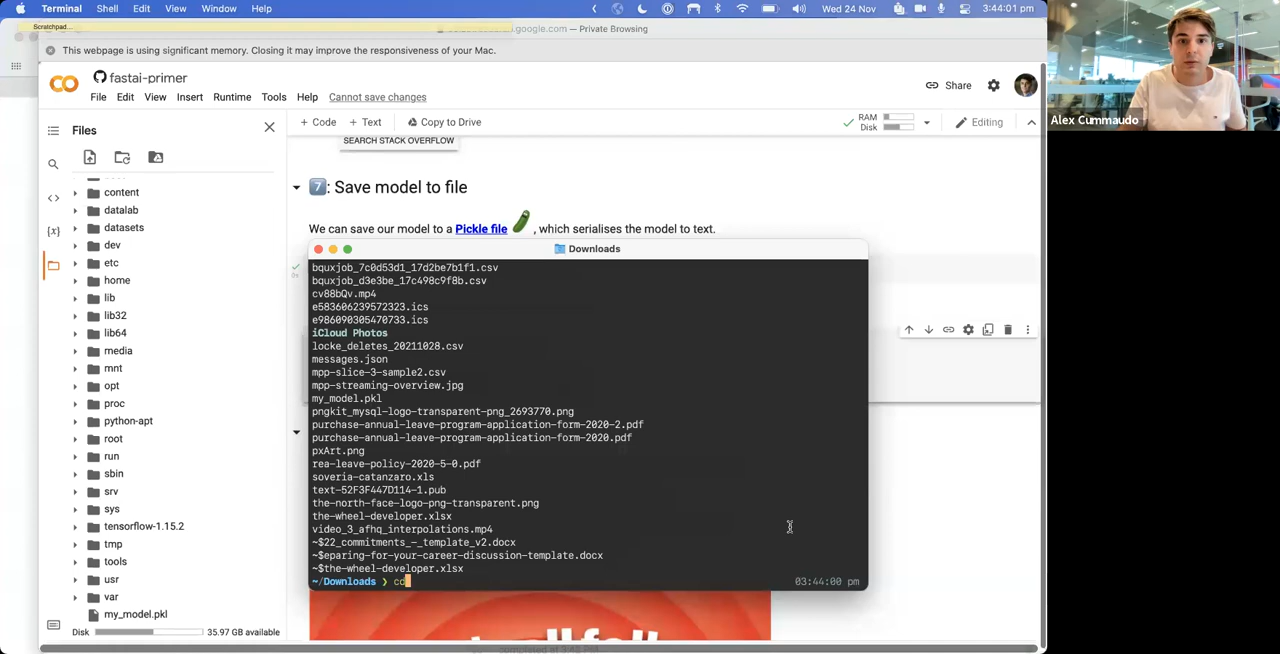 Terminal Shell Edit View Window Help Wed 24 Nov 3:44:01 pm
Scratchpad...
.google.com — Private Browsing
This webpage is using significant memory. Closing it may improve the responsiveness of your Mac.
fastai-primer
File Edit View Insert Runtime Tools Help Cannot save changes
Share
Alex Cummaudo
Files
+ Code + Text Copy to Drive
RAM
Disk
Editing
SEARCH STACK OVERFLOW
content
datalab
datasets
dev
etc
home
lib
lib32
lib64
media
mnt
opt
proc
python-apt
root
run
sbin
srv
sys
tensorflow-1.15.2
tmp
tools
usr
var
my_model.pkl
Disk 35.97 GB available
7: Save model to file
We can save our model to a Pickle file , which serialises the model to text.
Downloads
bquxjob_7c0d53d1_17d2be7b1f1.csv
bquxjob_d3e3be_17c498c9f8b.csv
cv88bQv.mp4
e583606239572323.ics
e986090305470733.ics
iCloud Photos
locke_deletes_20211028.csv
messages.json
mpp-slice-3-sample2.csv
mpp-streaming-overview.jpg
my_model.pkl
pngkit_mysql-logo-transparent-png_2693770.png
purchase-annual-leave-program-application-form-2020-2.pdf
purchase-annual-leave-program-application-form-2020.pdf
pxArt.png
rea-leave-policy-2020-5-0.pdf
soveria-catanzaro.xls
text-52F3F447D114-1.pub
the-north-face-logo-png-transparent.png
the-wheel-developer.xlsx
video_3_afhq_interpolations.mp4
~$22_commitments_-_template_v2.docx
~$eparing-for-your-career-discussion-template.docx
~$the-wheel-developer.xlsx
~/Downloads ❯ cd 03:44:00 pm